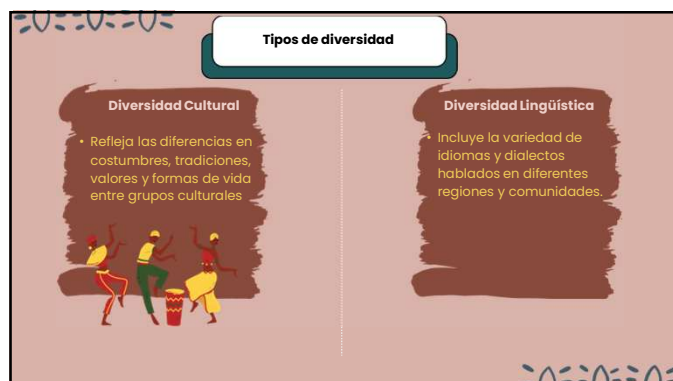 Tipos de diversidad
Diversidad Cultural
• Refleja las diferencias en
costumbres, tradiciones,
valores y formas de vida
entre grupos culturales
Diversidad Lingüística
• Incluye la variedad de
idiomas y dialectos
hablados en diferentes
regiones y comunidades.